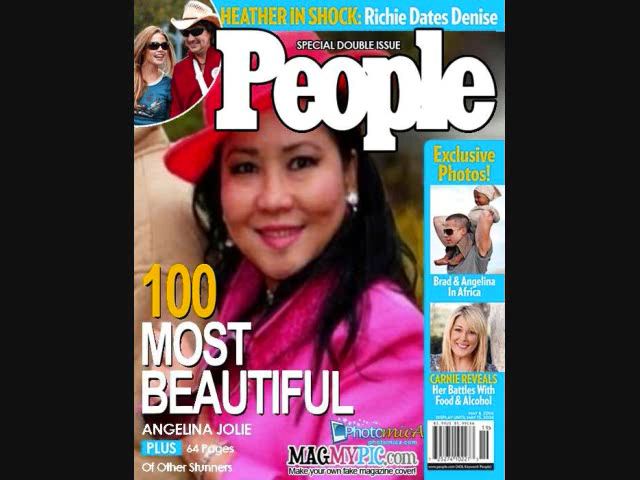 HEATHER IN SHOCK: Richie Dates Denise
SPECIAL DOUBLE ISSUE
People
Exclusive
Photos!
Brad & Angelina
In Africa
CARNIE REVEALS
Her Battles With
Food & Alcohol
100
MOST
BEAUTIFUL
ANGELINA JOLIE
PLUS 64 Pages
Of Other Stunners
Photomica
photomica.com
MAGMYPIC.com
Make your own fake magazine cover!